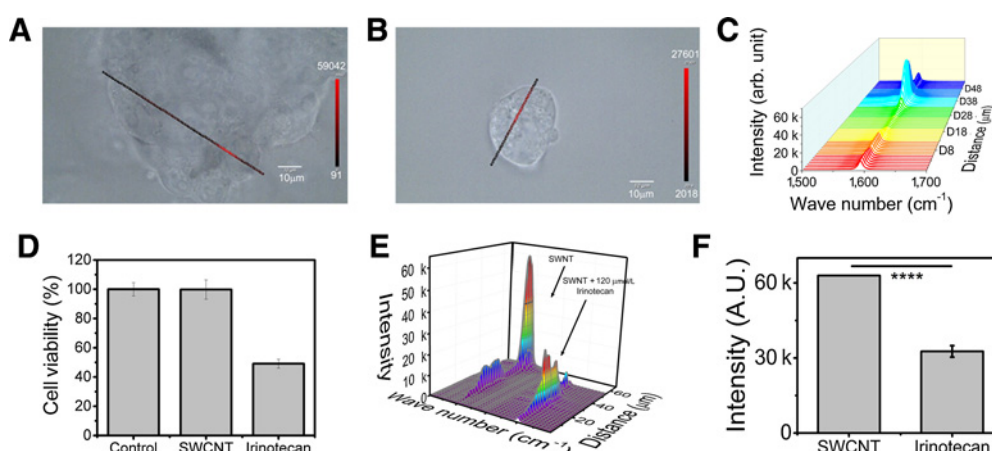 A
59042
91
10μm
B
27601
2018
10μm
C
Intensity (arb. unit)
60 k
40 k
20 k
0
1,500
1,600
1,700
Wave number (cm-1)
D8
D18
D28
D38
D48
Distance (μm)
D
Cell viability (%)
120
100
80
60
40
20
0
Control
SWCNT
Irinotecan
E
Intensity
60 k
50 k
40 k
30 k
20 k
10 k
0
SWNT
SWNT + 120 μmol/L
Irinotecan
Wave number (cm-1)
20
40
60
Distance (μm)
F
Intensity (A.U.)
60 k
30 k
0
****
SWCNT
Irinotecan